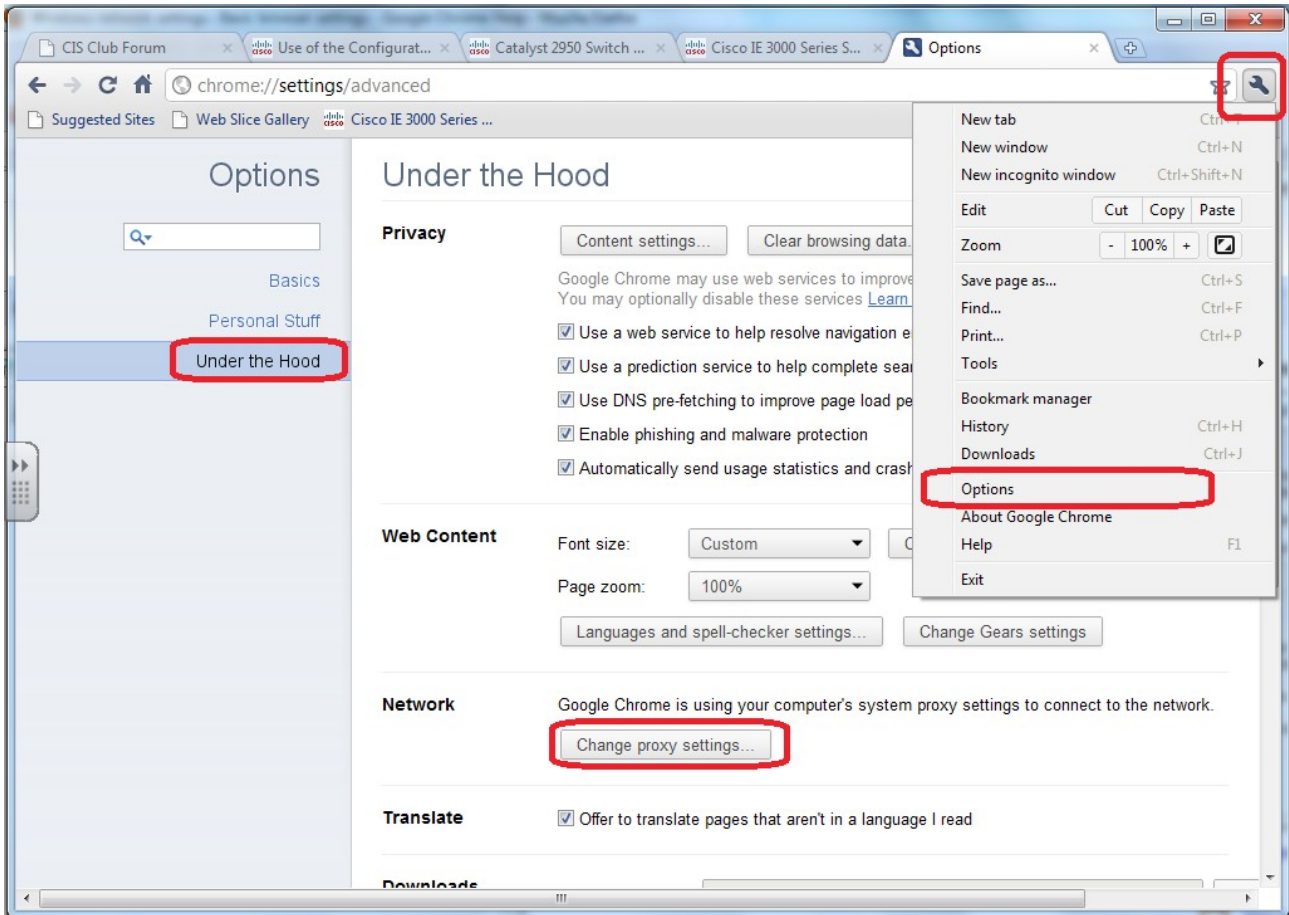 CIS Club Forum
Use of the Configurat...
Catalyst 2950 Switch ...
Cisco IE 3000 Series S...
Options
chrome://settings/advanced
Suggested Sites
Web Slice Gallery
Cisco IE 3000 Series ...
New tab
New window Ctrl+N
New incognito window Ctrl+Shift+N
Edit Cut Copy Paste
Zoom - 100% +
Save page as... Ctrl+S
Find... Ctrl+F
Print... Ctrl+P
Tools
Bookmark manager
History Ctrl+H
Downloads Ctrl+J
Options
About Google Chrome
Help F1
Exit
Options
Basics
Personal Stuff
Under the Hood
Under the Hood
Privacy
Content settings...
Clear browsing data.
Google Chrome may use web services to improve
You may optionally disable these services Learn
Use a web service to help resolve navigation
Use a prediction service to help complete
Use DNS pre-fetching to improve page load
Enable phishing and malware protection
Automatically send usage statistics and
Web Content
Font size: Custom
Page zoom: 100%
Languages and spell-checker settings...
Change Gears settings
Network
Google Chrome is using your computer's system proxy settings to connect to the network.
Change proxy settings...
Translate
Offer to translate pages that aren't in a language I read
Downloads